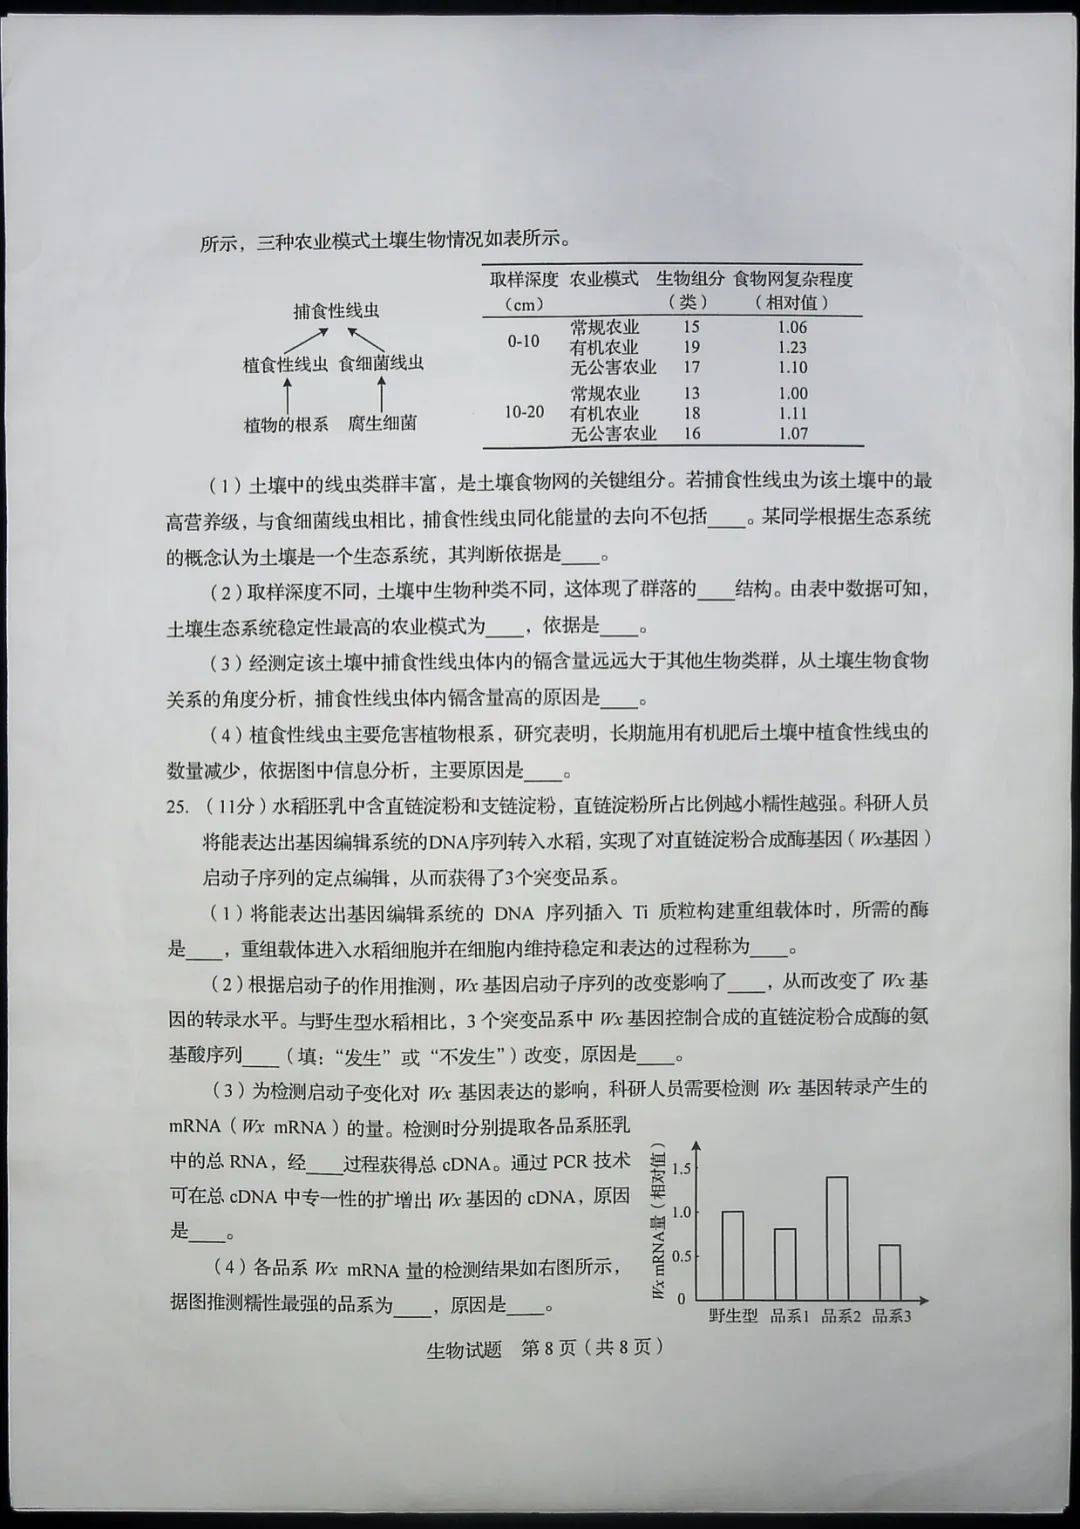 所示，三种农业模式土壤生物情况如表所示。
捕食性线虫
植食性线虫 食细菌线虫
植物的根系 腐生细菌
取样深度（cm） 农业模式 生物组分（类） 食物网复杂程度（相对值）
0-10 常规农业 15 1.06
有机农业 19 1.23
无公害农业 17 1.10
10-20 常规农业 13 1.00
有机农业 18 1.11
无公害农业 16 1.07
（1）土壤中的线虫类群丰富，是土壤食物网的关键组分。若捕食性线虫为该土壤中的最
高营养级，与食细菌线虫相比，捕食性线虫同化能量的去向不包括____。某同学根据生态系统
的概念认为土壤是一个生态系统，其判断依据是____。
（2）取样深度不同，土壤中生物种类不同，这体现了群落的____结构。由表中数据可知，
土壤生态系统稳定性最高的农业模式为____，依据是____。
（3）经测定该土壤中捕食性线虫体内的镉含量远远大于其他生物类群，从土壤生物食物
关系的角度分析，捕食性线虫体内镉含量高的原因是____。
（4）植食性线虫主要危害植物根系，研究表明，长期施用有机肥后土壤中植食性线虫的
数量减少，依据图中信息分析，主要原因是____。
25.（11分）水稻胚乳中含直链淀粉和支链淀粉，直链淀粉所占比例越小糯性越强。科研人员
将能表达出基因编辑系统的DNA序列转入水稻，实现了对直链淀粉合成酶基因（Wx基因）
启动子序列的定点编辑，从而获得了3个突变品系。
（1）将能表达出基因编辑系统的 DNA 序列插入 Ti 质粒构建重组载体时，所需的酶
是____，重组载体进入水稻细胞并在细胞内维持稳定和表达的过程称为____。
（2）根据启动子的作用推测，Wx 基因启动子序列的改变影响了____，从而改变了 Wx 基
因的转录水平。与野生型水稻相比，3 个突变品系中 Wx 基因控制合成的直链淀粉合成酶的氨
基酸序列____（填：“发生”或“不发生”）改变，原因是____。
（3）为检测启动子变化对 Wx 基因表达的影响，科研人员需要检测 Wx 基因转录产生的
mRNA（Wx mRNA）的量。检测时分别提取各品系胚乳
中的总 RNA，经____过程获得总 cDNA。通过 PCR 技术
可在总 cDNA 中专一性的扩增出 Wx 基因的 cDNA，原因
是____。
（4）各品系 Wx mRNA 量的检测结果如右图所示，
据图推测糯性最强的品系为____，原因是____。
Wx mRNA量（相对值）
1.5
1.0
0.5
0
野生型 品系1 品系2 品系3
生物试题 第 8 页（共 8 页）